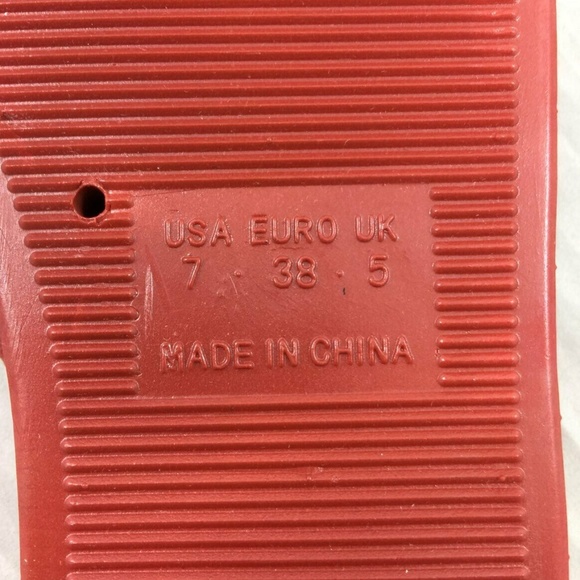 USA EURO UK
7 · 38 · 5
MADE IN CHINA